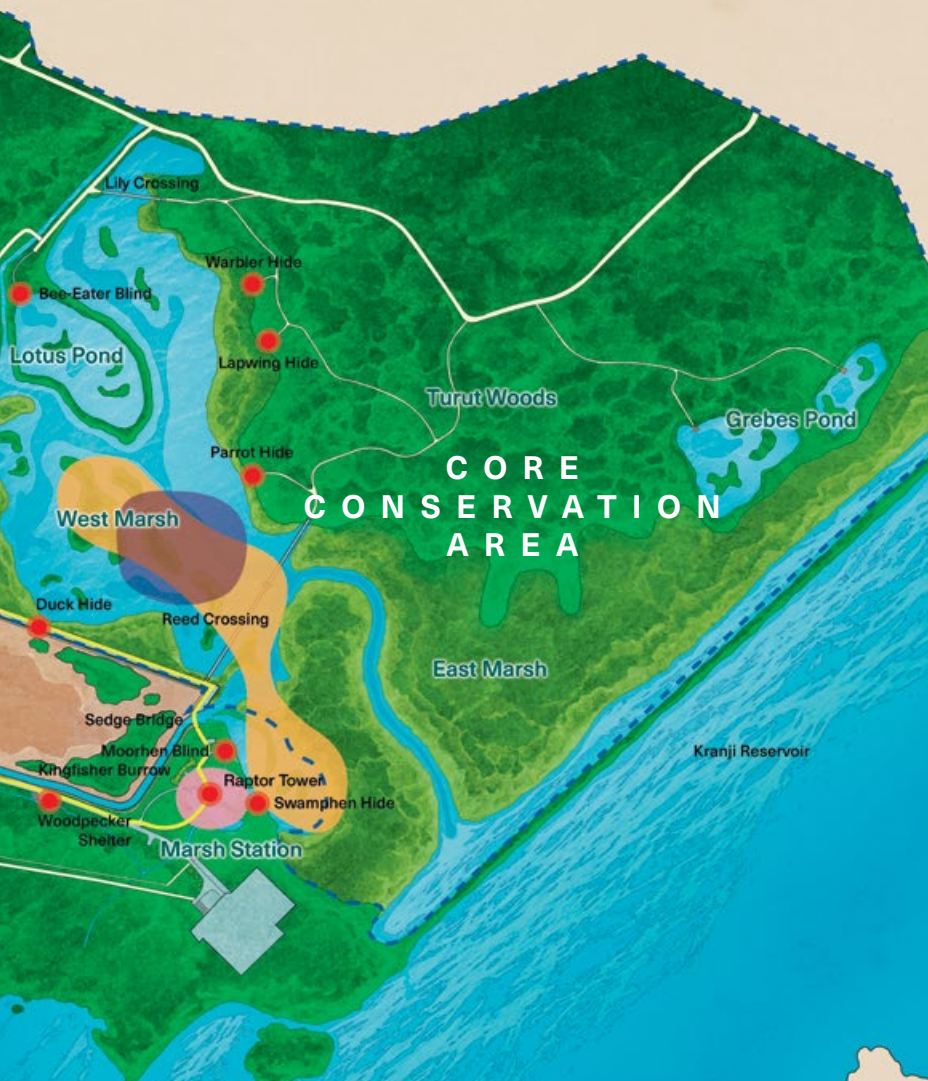 Lily Crossing
Warbler Hide
Bee-Eater Blind
Lotus Pond
Lapwing Hide
Turut Woods
Grebes Pond
Parrot Hide
CORE
CONSERVATION
AREA
West Marsh
Duck Hide
Reed Crossing
East Marsh
Sedge Bridge
Moorhen Blind
Kranji Reservoir
Kingfisher Burrow
Raptor Tower
Swamphen Hide
Woodpecker
Shelter
Marsh Station